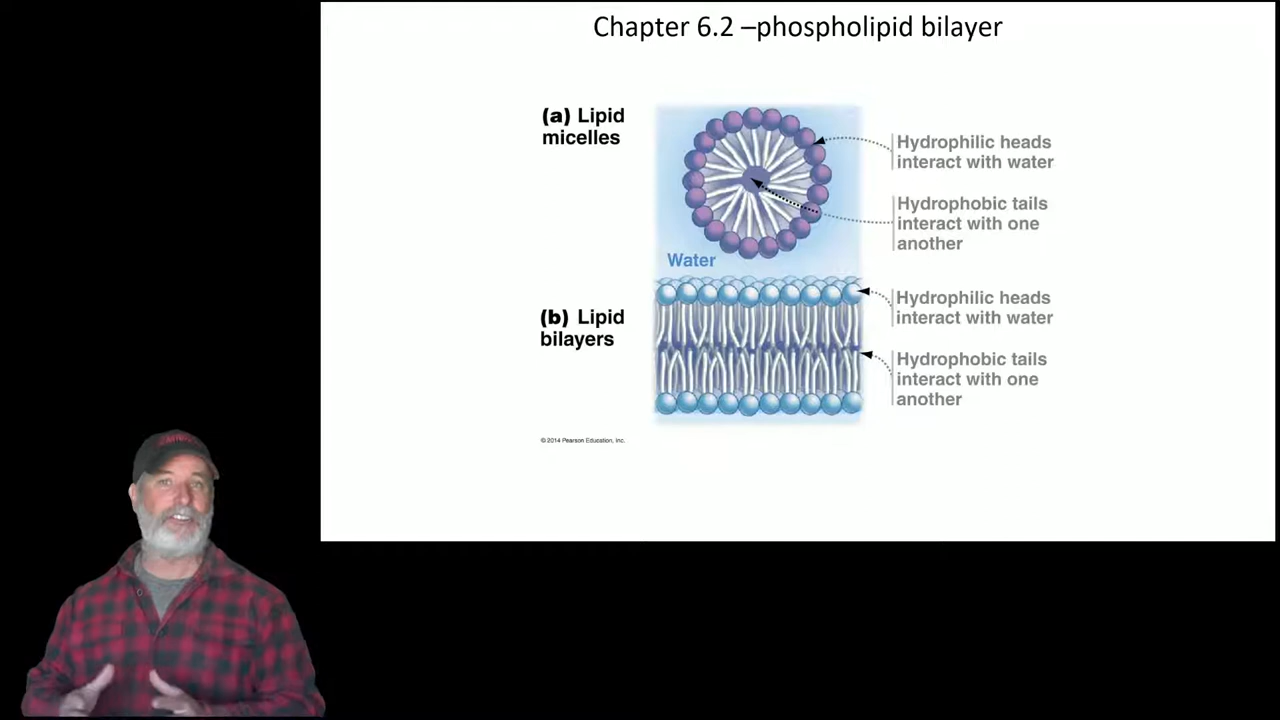 Chapter 6.2 –phospholipid bilayer
(a) Lipid
micelles
Hydrophilic heads
interact with water
Hydrophobic tails
interact with one
another
Water
(b) Lipid
bilayers
Hydrophilic heads
interact with water
Hydrophobic tails
interact with one
another
© 2014 Pearson Education, Inc.